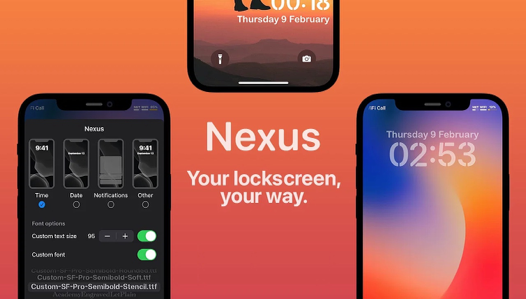 00:18
Thursday 9 February
Nexus
Your lockscreen,
your way.
Nexus
9:41
9:41
Time
Date
Notifications
Other
Font options
Custom text size
96
Custom font
Custom-SF-Pro-Semibold-Soft.ttf
Custom-SF-Pro-Semibold-Stencil.ttf
Thursday 9 February
02:53